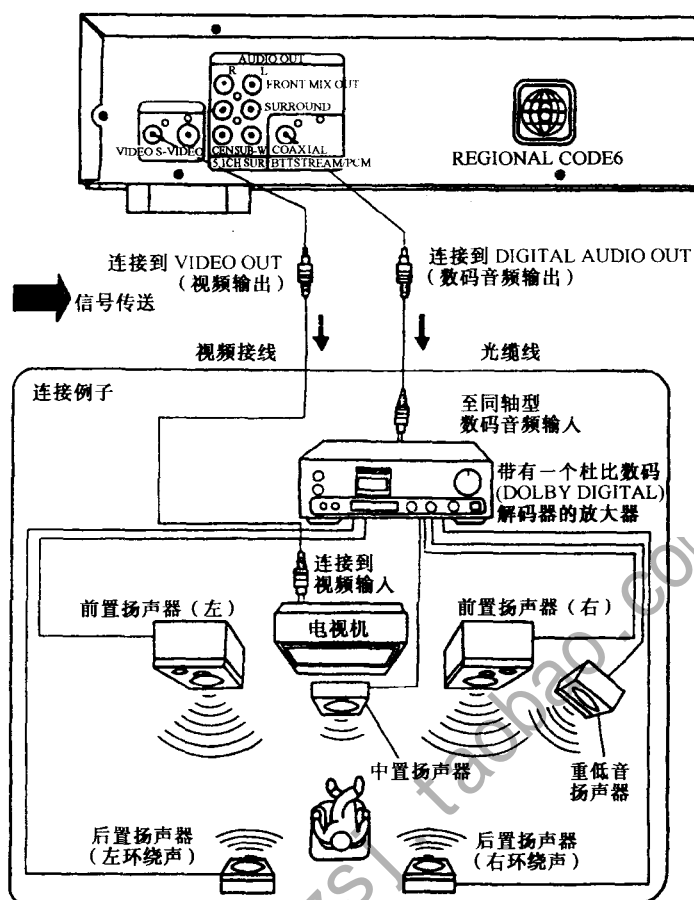 AUDIO OUT
R L
FRONT MIX OUT
SURROUND
VIDEO S-VIDEO
CEN SUB-W COAXIAL
5.1CH SUR BTTSTREAM/PCM
REGIONAL CODE6
连接到 VIDEO OUT
（视频输出）
连接到 DIGITAL AUDIO OUT
（数码音频输出）
信号传送
视频接线
光缆线
连接例子
至同轴型
数码音频输入
带有一个杜比数码
(DOLBY DIGITAL)
解码器的放大器
连接到
视频输入
前置扬声器（左）
电视机
前置扬声器（右）
中置扬声器
重低音
扬声器
后置扬声器
（左环绕声）
后置扬声器
（右环绕声）